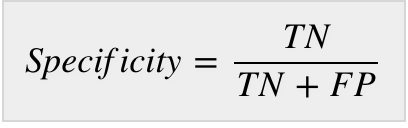 Specificity = TN / (TN + FP)